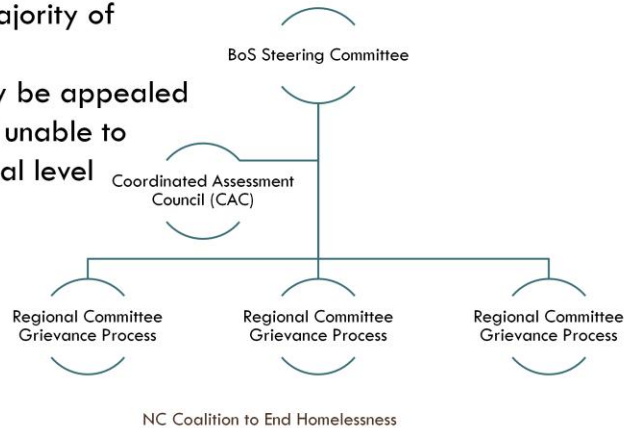 ajority of
be appealed
unable to
al level
BoS Steering Committee
Coordinated Assessment
Council (CAC)
Regional Committee
Grievance Process
Regional Committee
Grievance Process
Regional Committee
Grievance Process
NC Coalition to End Homelessness